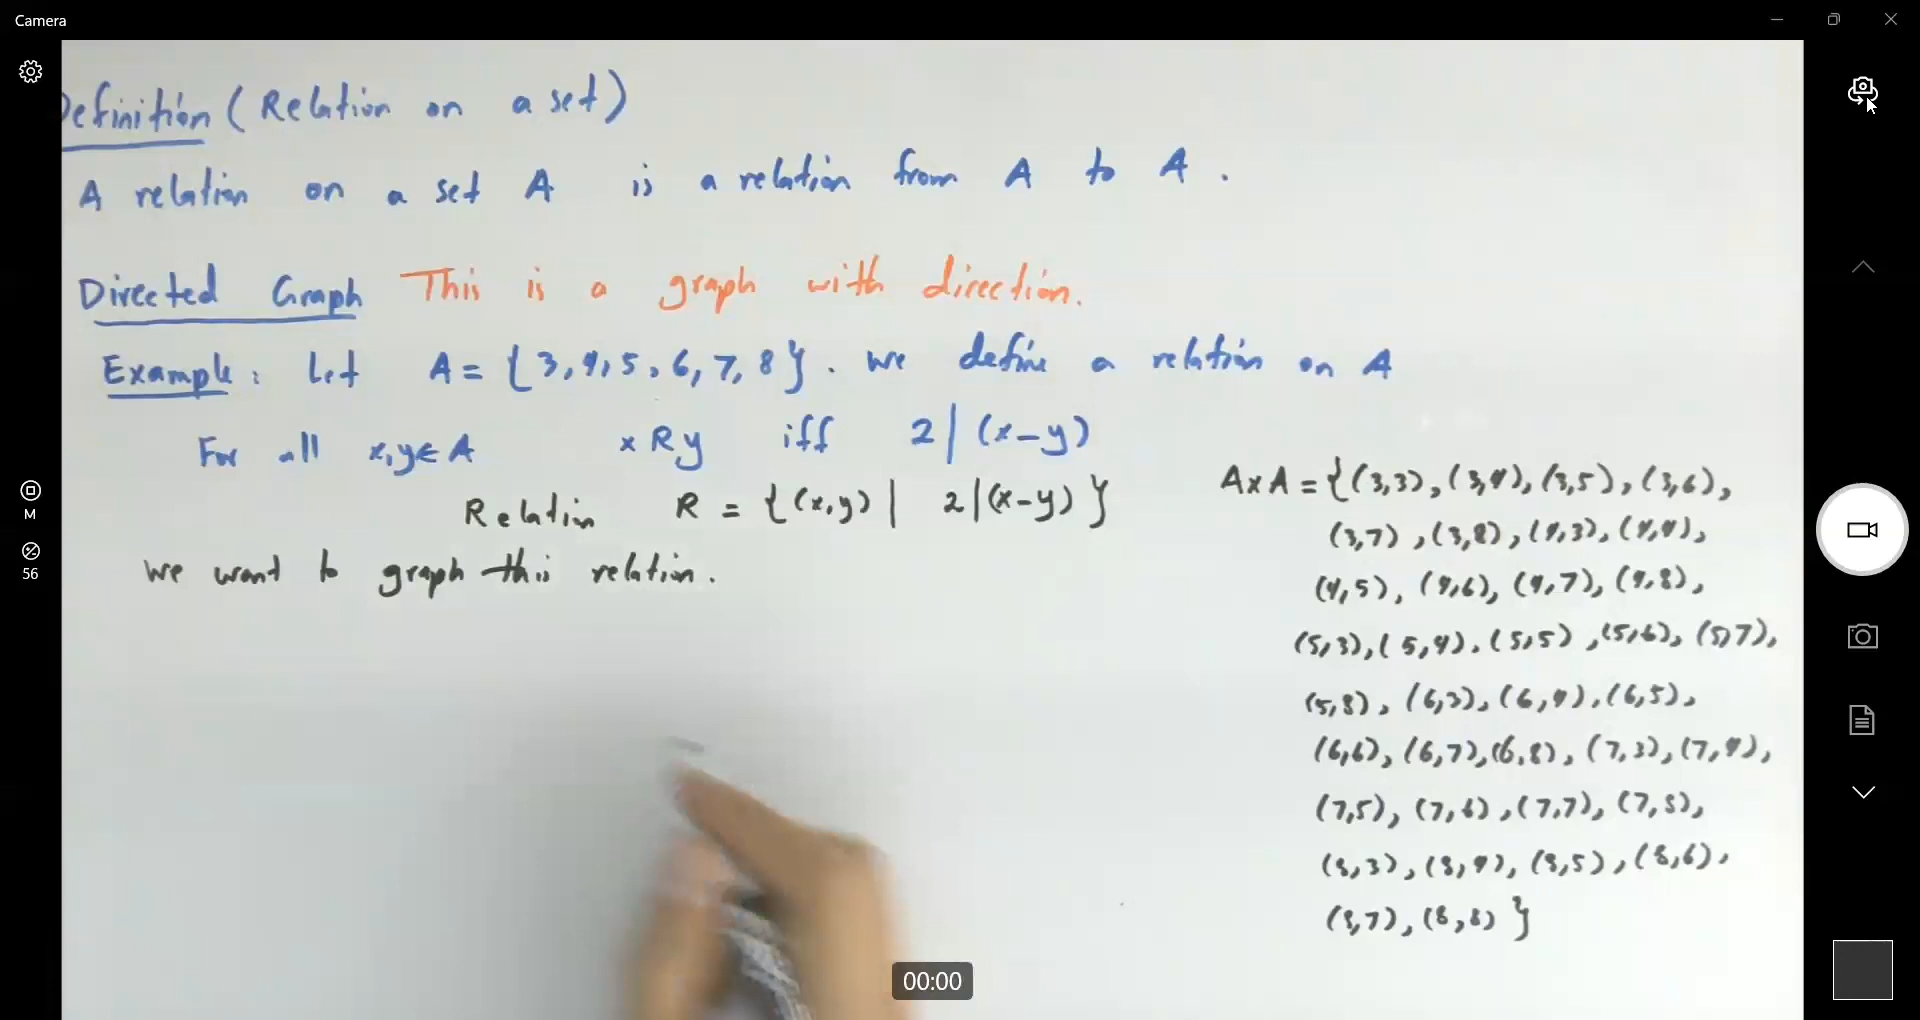 Camera
Definition (Relation on a set)
A relation on a set A is a relation from A to A.
Directed Graph This is a graph with direction.
Example: Let A = {3,4,5,6,7,8}. we define a relation on A
For all x,y∈A x R y iff 2|(x-y)
Relation R = {(x,y) | 2|(x-y)}
we want to graph this relation.
AxA = {(3,3), (3,4), (3,5), (3,6),
(3,7), (3,8), (4,3), (4,4),
(4,5), (4,6), (4,7), (4,8),
(5,3), (5,4), (5,5), (5,6), (5,7),
(5,8), (6,3), (6,4), (6,5),
(6,6), (6,7), (6,8), (7,3), (7,4),
(7,5), (7,6), (7,7), (7,8),
(8,3), (8,4), (8,5), (8,6),
(8,7), (8,8)}
M
56
00:00